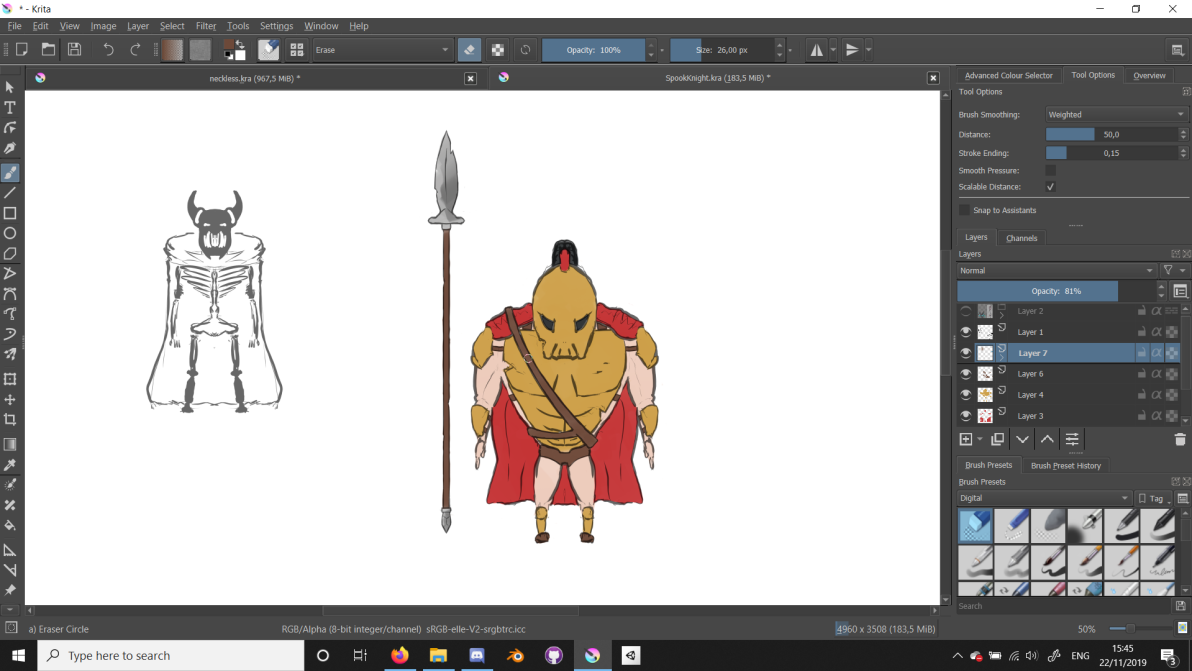 * - Krita
File Edit View Image Layer Select Filter Tools Settings Window Help
Erase Opacity: 100% Size: 26,00 px
neckless.kra (967,5 MiB) * SpookKnight.kra (183,5 MiB) *
Advanced Colour Selector Tool Options Overview
Tool Options
Brush Smoothing: Weighted
Distance: 50,0
Stroke Ending: 0,15
Smooth Pressure:
Scalable Distance:
Snap to Assistants
Layers Channels
Layers
Normal
Opacity: 81%
Layer 2
Layer 1
Layer 7
Layer 6
Layer 4
Layer 3
Brush Presets Brush Preset History
Brush Presets
Digital Tag
Search
a) Eraser Circle RGB/Alpha (8-bit integer/channel) sRGB-elle-V2-srgbtrc.icc 4960 x 3508 (183,5 MiB) 50%
Type here to search
ENG
15:45
22/11/2019
3